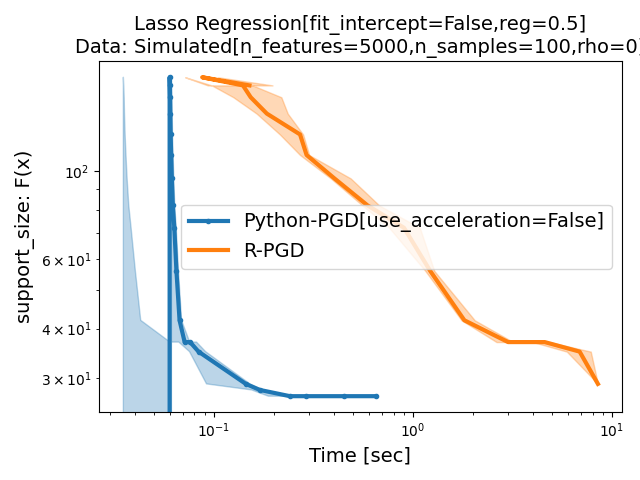 Lasso Regression[fit_intercept=False,reg=0.5]
Data: Simulated[n_features=5000,n_samples=100,rho=0]
support_size: F(x)
10²
6 × 10¹
4 × 10¹
3 × 10¹
Python-PGD[use_acceleration=False]
R-PGD
10⁻¹
10⁰
10¹
Time [sec]